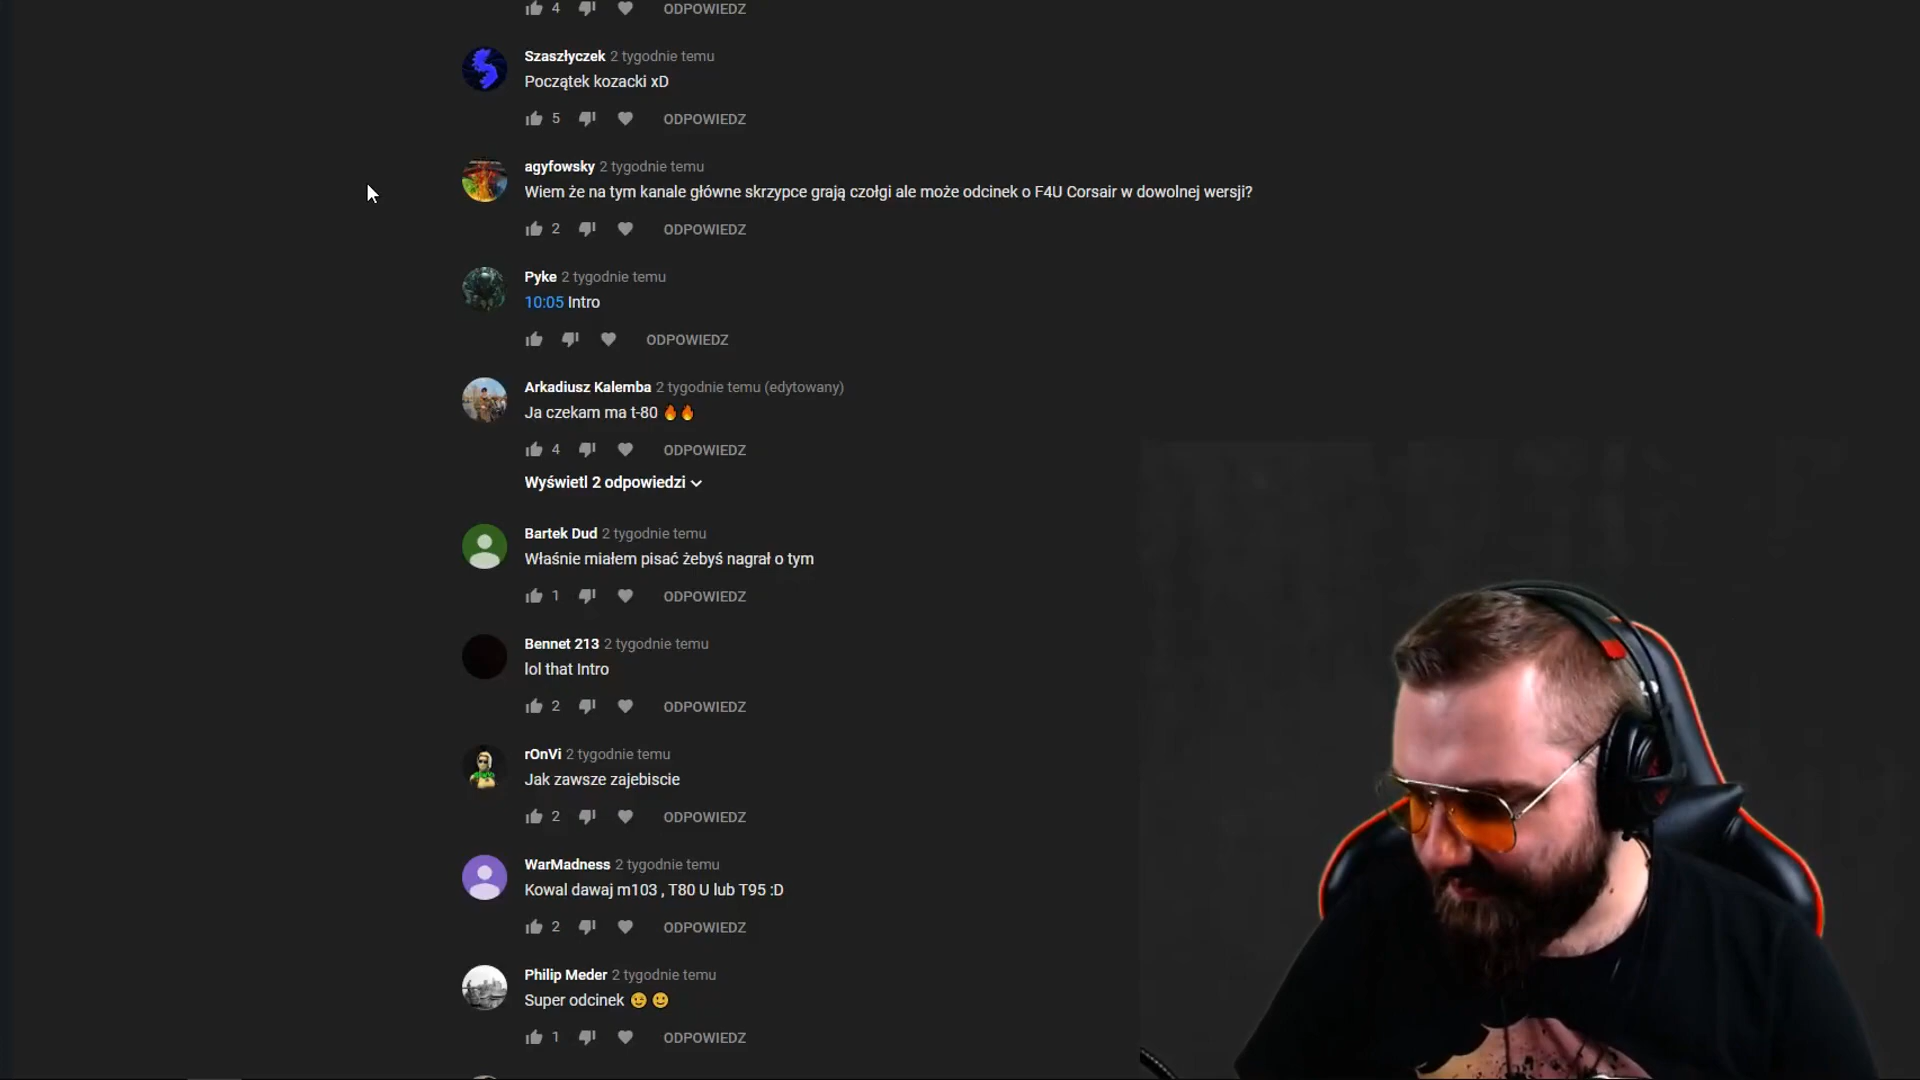 4 ODPOWIEDZ
Szaszłyczek 2 tygodnie temu
Początek kozacki xD
5 ODPOWIEDZ
agyfowsky 2 tygodnie temu
Wiem że na tym kanale główne skrzypce grają czołgi ale może odcinek o F4U Corsair w dowolnej wersji?
2 ODPOWIEDZ
Pyke 2 tygodnie temu
10:05 Intro
ODPOWIEDZ
Arkadiusz Kalemba 2 tygodnie temu (edytowany)
Ja czekam ma t-80 🔥🔥
4 ODPOWIEDZ
Wyświetl 2 odpowiedzi
Bartek Dud 2 tygodnie temu
Właśnie miałem pisać żebyś nagrał o tym
1 ODPOWIEDZ
Bennet 213 2 tygodnie temu
lol that Intro
2 ODPOWIEDZ
rOnVi 2 tygodnie temu
Jak zawsze zajebiscie
2 ODPOWIEDZ
WarMadness 2 tygodnie temu
Kowal dawaj m103 , T80 U lub T95 :D
2 ODPOWIEDZ
Philip Meder 2 tygodnie temu
Super odcinek 😉🙂
1 ODPOWIEDZ